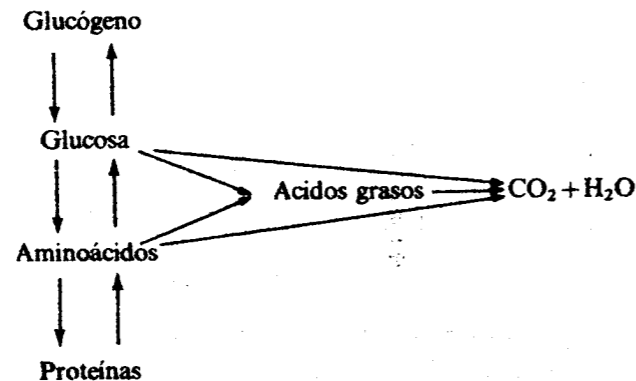 Glucógeno
Glucosa
Acidos grasos
CO₂ + H₂O
Aminoácidos
Proteínas